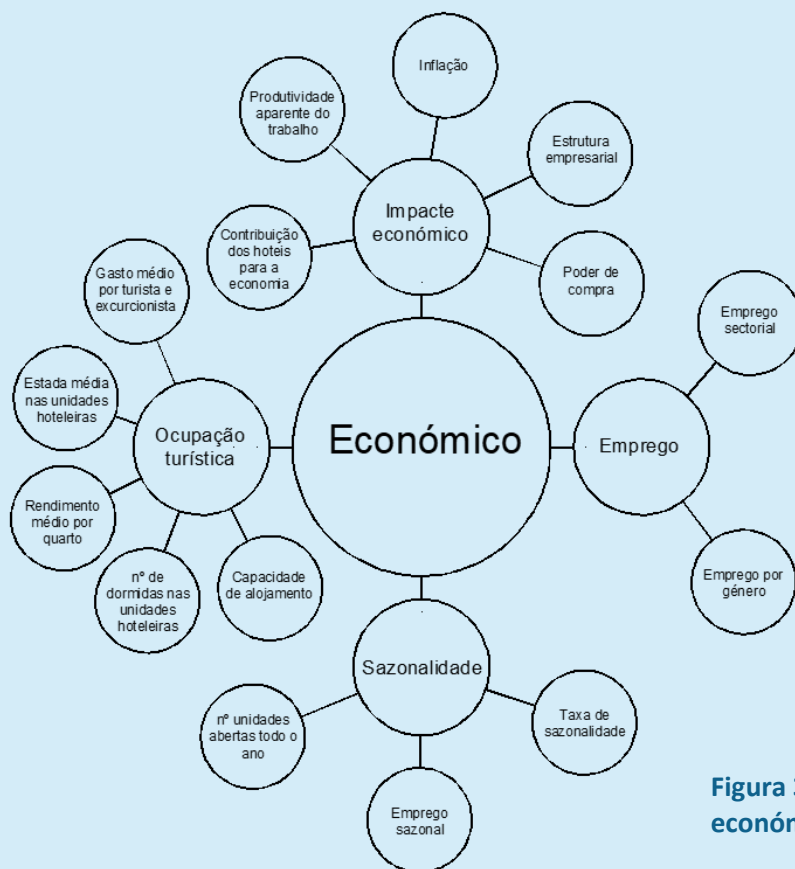 Inflação
Produtividade
aparente do
trabalho
Estrutura
empresarial
Impacte
económico
Contribuição
dos hoteis
para a
economia
Poder de
compra
Gasto médio
por turista e
excurcionista
Emprego
sectorial
Estada média
nas unidades
hoteleiras
Ocupação
turística
Económico
Emprego
Rendimento
médio por
quarto
nº de
dormidas nas
unidades
hoteleiras
Capacidade
de alojamento
Emprego por
género
Sazonalidade
nº unidades
abertas todo o
ano
Taxa de
sazonalidade
Emprego
sazonal
Figura